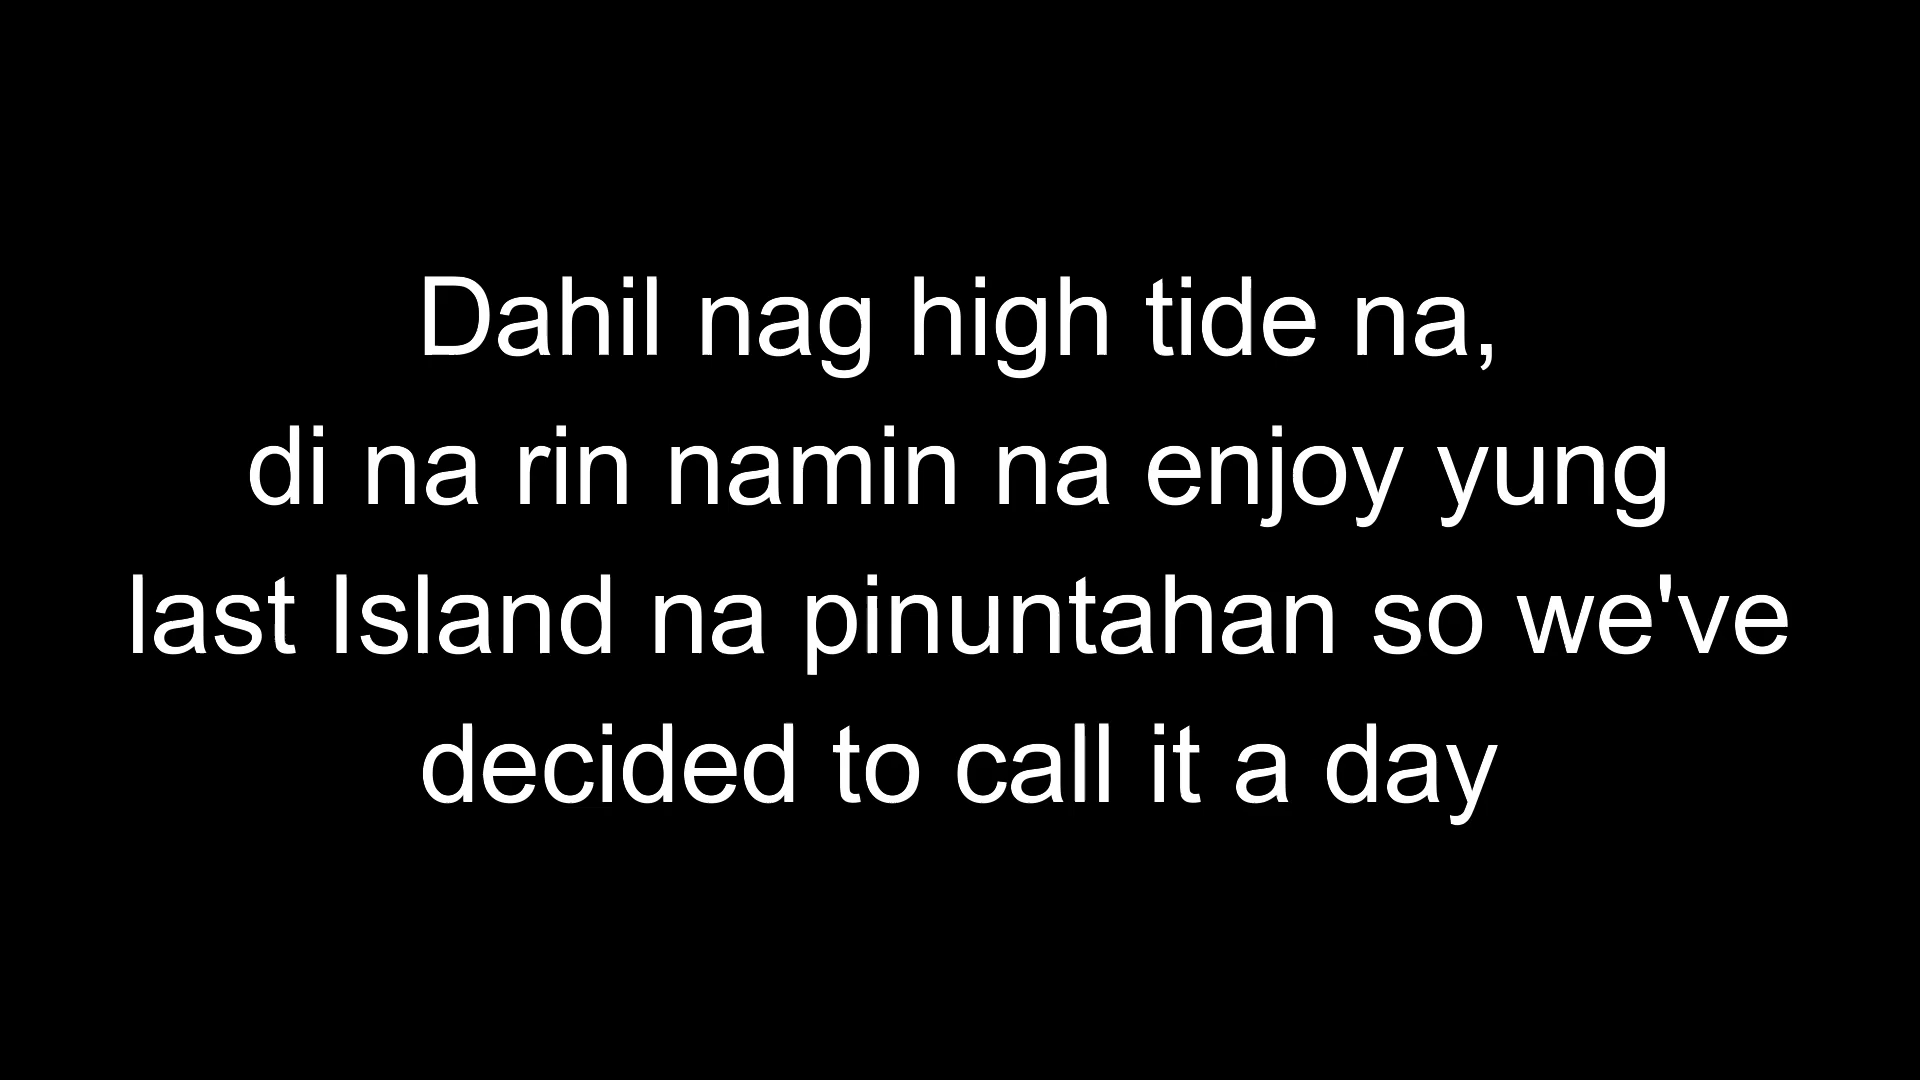 Dahil nag high tide na,
di na rin namin na enjoy yung
last Island na pinuntahan so we've
decided to call it a day